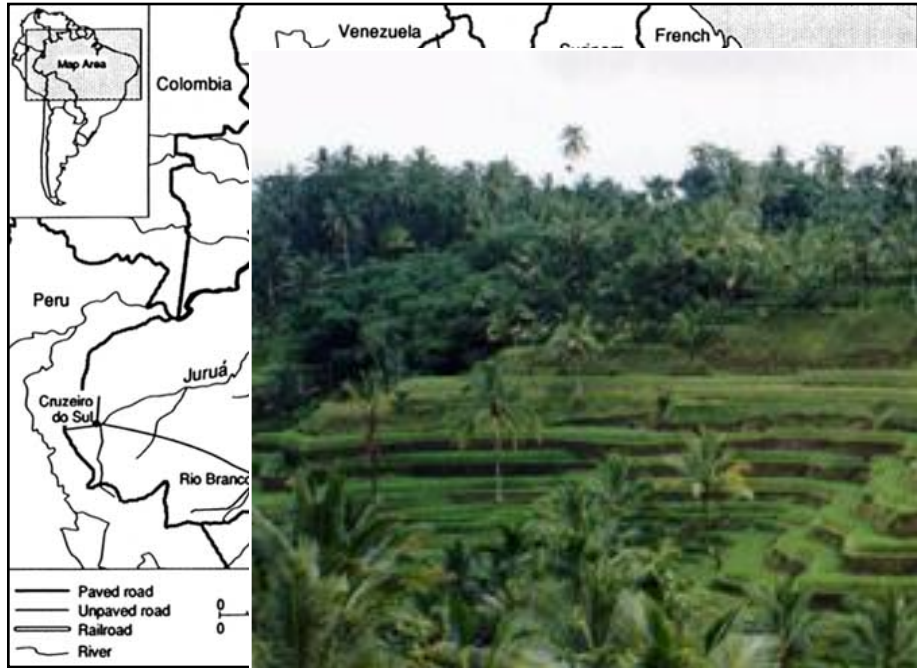 Venezuela
French
Map Area
Colombia
Peru
Juruá
Cruzeiro
do Sul
Rio Branco
Paved road
Unpaved road
Railroad
River
0
0